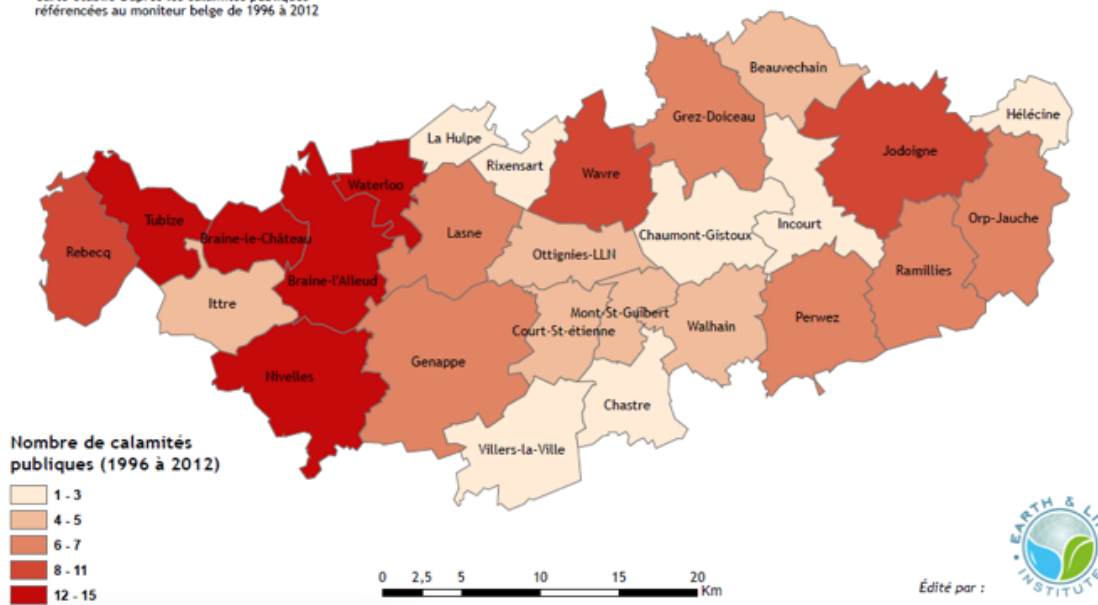 référencées au moniteur belge de 1996 à 2012
Beauvechain
Grez-Doiceau
Hélécine
La Hulpe
Rixensart
Wavre
Jodoigne
Waterloo
Tubize
Braine-le-Château
Lasne
Chaumont-Gistoux
Incourt
Orp-Jauche
Rebecq
Ottignies-LLN
Ramillies
Braine-l'Alleud
Ittre
Mont-St-Guibert
Court-St-étienne
Walhain
Perwez
Genappe
Nivelles
Chastre
Villers-la-Ville
Nombre de calamités
publiques (1996 à 2012)
1 - 3
4 - 5
6 - 7
8 - 11
12 - 15
0 2,5 5 10 15 20
Km
Édité par :
EARTH & LI
INSTITUTE